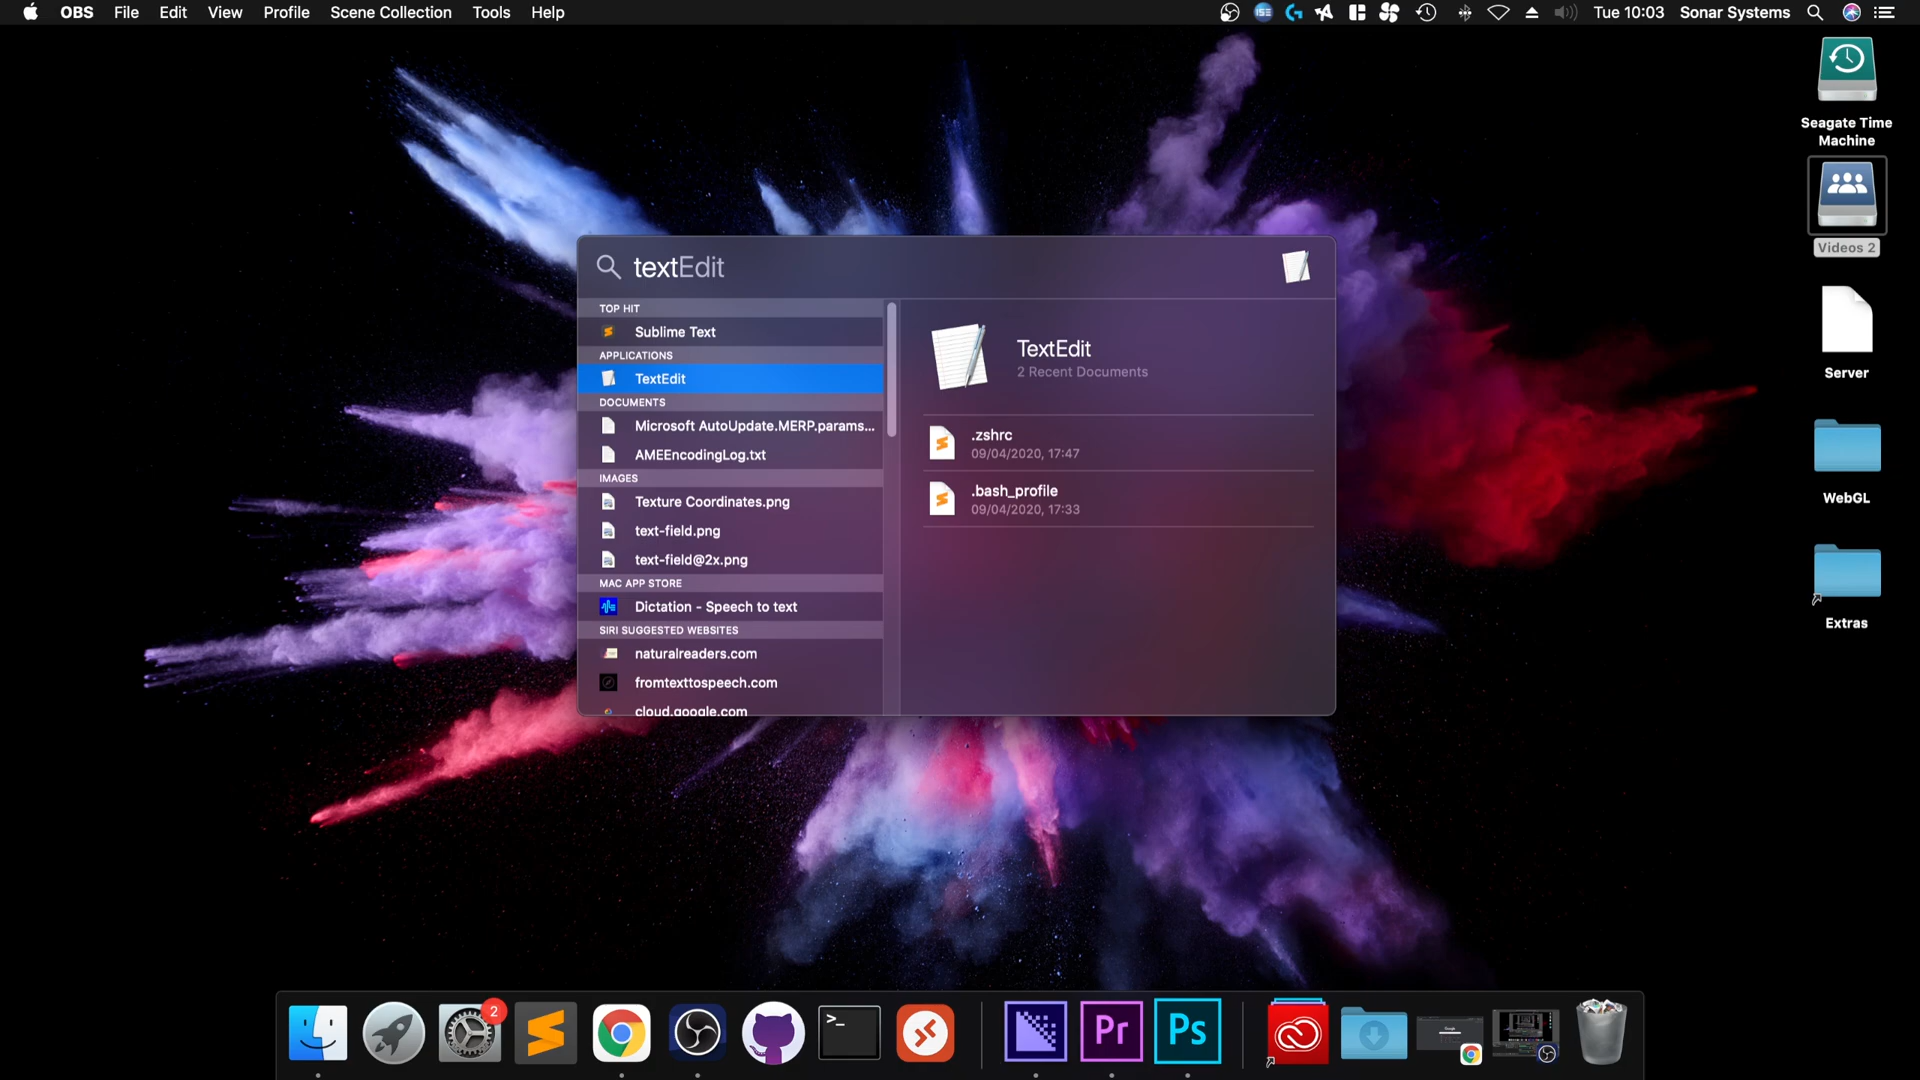 OBS File Edit View Profile Scene Collection Tools Help
ISE
Tue 10:03 Sonar Systems
Seagate Time
Machine
Videos 2
Server
WebGL
Extras
textEdit
TOP HIT
Sublime Text
APPLICATIONS
TextEdit
DOCUMENTS
Microsoft AutoUpdate.MERP.params...
AMEEncodingLog.txt
IMAGES
Texture Coordinates.png
text-field.png
text-field@2x.png
MAC APP STORE
Dictation - Speech to text
SIRI SUGGESTED WEBSITES
naturalreaders.com
fromtexttospeech.com
cloud.google.com
TextEdit
2 Recent Documents
.zshrc
09/04/2020, 17:47
.bash_profile
09/04/2020, 17:33
2
>_
Pr
Ps